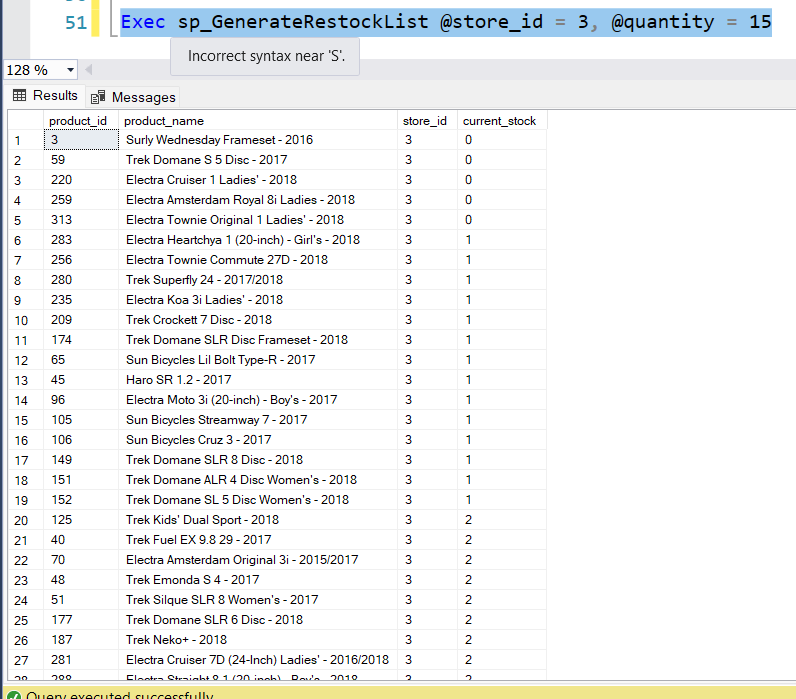 51 Exec sp_GenerateRestockList @store_id = 3, @quantity = 15
Incorrect syntax near 'S'.
128 %
Results Messages
product_id product_name store_id current_stock
1 3 Surly Wednesday Frameset - 2016 3 0
2 59 Trek Domane S 5 Disc - 2017 3 0
3 220 Electra Cruiser 1 Ladies' - 2018 3 0
4 259 Electra Amsterdam Royal 8i Ladies - 2018 3 0
5 313 Electra Townie Original 1 Ladies' - 2018 3 0
6 283 Electra Heartchya 1 (20-inch) - Girl's - 2018 3 1
7 256 Electra Townie Commute 27D - 2018 3 1
8 280 Trek Superfly 24 - 2017/2018 3 1
9 235 Electra Koa 3i Ladies' - 2018 3 1
10 209 Trek Crockett 7 Disc - 2018 3 1
11 174 Trek Domane SLR Disc Frameset - 2018 3 1
12 65 Sun Bicycles Lil Bolt Type-R - 2017 3 1
13 45 Haro SR 1.2 - 2017 3 1
14 96 Electra Moto 3i (20-inch) - Boy's - 2017 3 1
15 105 Sun Bicycles Streamway 7 - 2017 3 1
16 106 Sun Bicycles Cruz 3 - 2017 3 1
17 149 Trek Domane SLR 8 Disc - 2018 3 1
18 151 Trek Domane ALR 4 Disc Women's - 2018 3 1
19 152 Trek Domane SL 5 Disc Women's - 2018 3 1
20 125 Trek Kids' Dual Sport - 2018 3 2
21 40 Trek Fuel EX 9.8 29 - 2017 3 2
22 70 Electra Amsterdam Original 3i - 2015/2017 3 2
23 48 Trek Emonda S 4 - 2017 3 2
24 51 Trek Silque SLR 8 Women's - 2017 3 2
25 177 Trek Domane SLR 6 Disc - 2018 3 2
26 187 Trek Neko+ - 2018 3 2
27 281 Electra Cruiser 7D (24-Inch) Ladies' - 2016/2018 3 2
28 288 Electra Straight 8 1 (20-inch) - Boy's - 2018 3 2
Query executed successfully